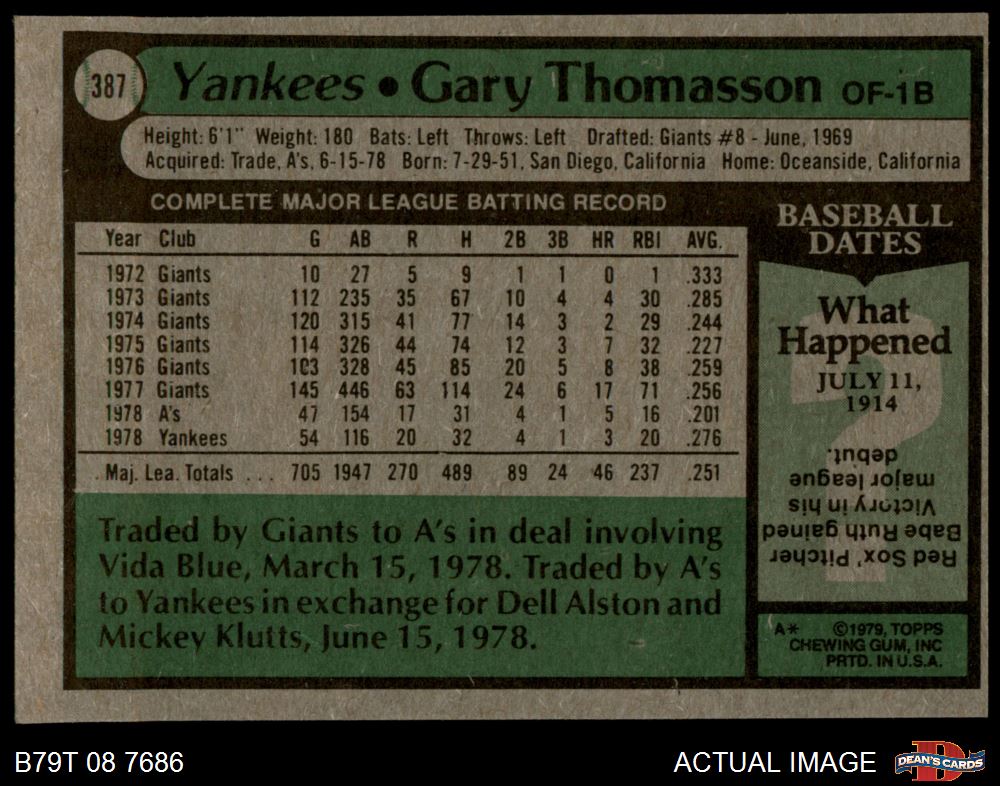 387
Yankees • Gary Thomasson OF-1B
Height: 6'1" Weight: 180 Bats: Left Throws: Left Drafted: Giants #8 - June, 1969
Acquired: Trade, A's, 6-15-78 Born: 7-29-51, San Diego, California Home: Oceanside, California
COMPLETE MAJOR LEAGUE BATTING RECORD
Year Club G AB R H 2B 3B HR RBI AVG.
1972 Giants 10 27 5 9 1 1 0 1 .333
1973 Giants 112 235 35 67 10 4 4 30 .285
1974 Giants 120 315 41 77 14 3 2 29 .244
1975 Giants 114 326 44 74 12 3 7 32 .227
1976 Giants 103 328 45 85 20 5 8 38 .259
1977 Giants 145 446 63 114 24 6 17 71 .256
1978 A's 47 154 17 31 4 1 5 16 .201
1978 Yankees 54 116 20 32 4 1 3 20 .276
Maj. Lea. Totals ... 705 1947 270 489 89 24 46 237 .251
Traded by Giants to A's in deal involving
Vida Blue, March 15, 1978. Traded by A's
to Yankees in exchange for Dell Alston and
Mickey Klutts, June 15, 1978.
BASEBALL
DATES
What
Happened
JULY 11,
1914
?
Red Sox' Pitcher
Babe Ruth gained
Victory in his
major league
debut.
A* ©1979, TOPPS
CHEWING GUM, INC
PRTD. IN U.S.A.
B79T 08 7686
ACTUAL IMAGE
D
DEAN'S CARDS